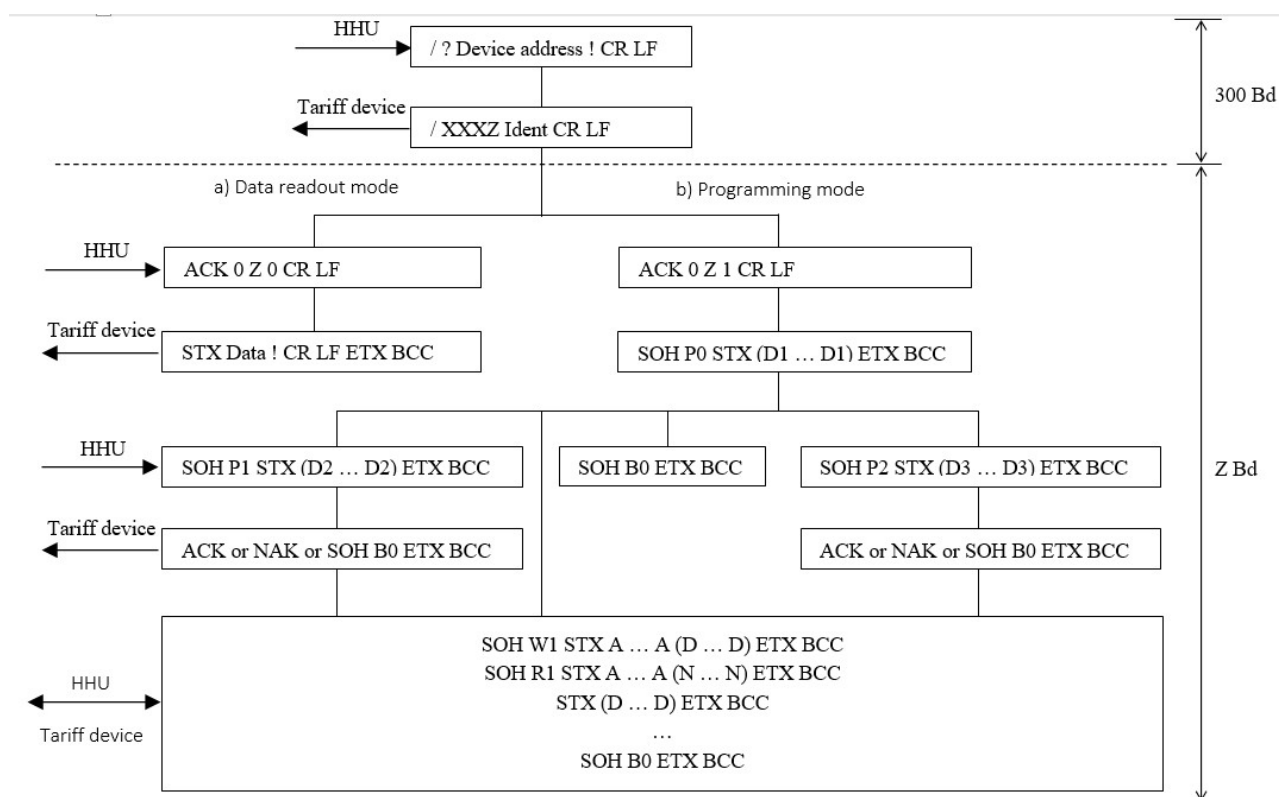 HHU
/ ? Device address ! CR LF
300 Bd
Tariff device
/ XXXZ Ident CR LF
a) Data readout mode
b) Programming mode
HHU
ACK 0 Z 0 CR LF
ACK 0 Z 1 CR LF
Tariff device
STX Data ! CR LF ETX BCC
SOH P0 STX (D1 … D1) ETX BCC
HHU
SOH P1 STX (D2 … D2) ETX BCC
SOH B0 ETX BCC
SOH P2 STX (D3 … D3) ETX BCC
Z Bd
Tariff device
ACK or NAK or SOH B0 ETX BCC
ACK or NAK or SOH B0 ETX BCC
SOH W1 STX A … A (D … D) ETX BCC
SOH R1 STX A … A (N … N) ETX BCC
STX (D … D) ETX BCC
…
SOH B0 ETX BCC
HHU
Tariff device